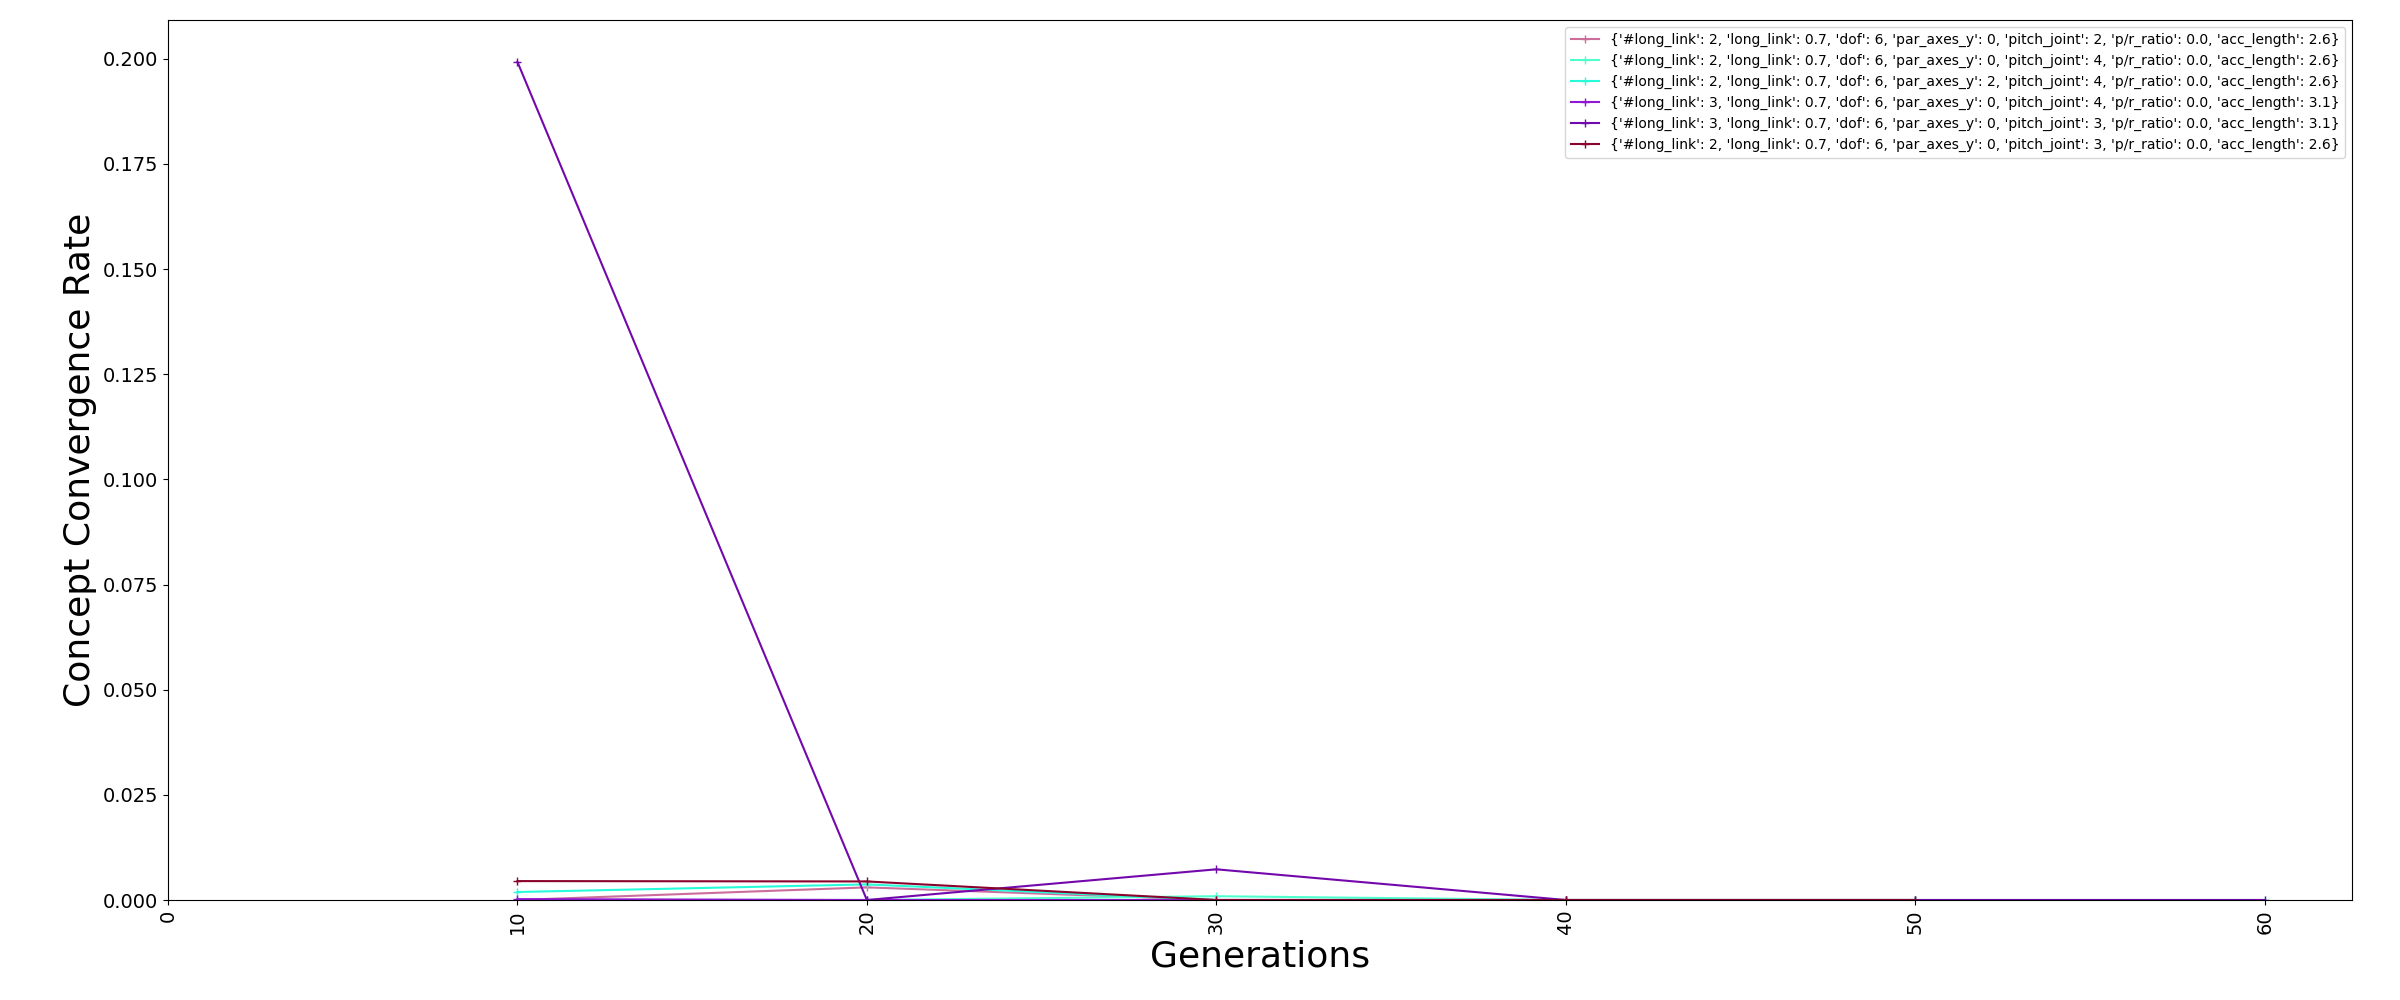 {'#long_link': 2, 'long_link': 0.7, 'dof': 6, 'par_axes_y': 0, 'pitch_joint': 2, 'p/r_ratio': 0.0, 'acc_length': 2.6}
{'#long_link': 2, 'long_link': 0.7, 'dof': 6, 'par_axes_y': 0, 'pitch_joint': 4, 'p/r_ratio': 0.0, 'acc_length': 2.6}
{'#long_link': 2, 'long_link': 0.7, 'dof': 6, 'par_axes_y': 2, 'pitch_joint': 4, 'p/r_ratio': 0.0, 'acc_length': 2.6}
{'#long_link': 3, 'long_link': 0.7, 'dof': 6, 'par_axes_y': 0, 'pitch_joint': 4, 'p/r_ratio': 0.0, 'acc_length': 3.1}
{'#long_link': 3, 'long_link': 0.7, 'dof': 6, 'par_axes_y': 0, 'pitch_joint': 3, 'p/r_ratio': 0.0, 'acc_length': 3.1}
{'#long_link': 2, 'long_link': 0.7, 'dof': 6, 'par_axes_y': 0, 'pitch_joint': 3, 'p/r_ratio': 0.0, 'acc_length': 2.6}
Concept Convergence Rate
0.200
0.175
0.150
0.125
0.100
0.075
0.050
0.025
0.000
0
10
20
30
40
50
60
Generations